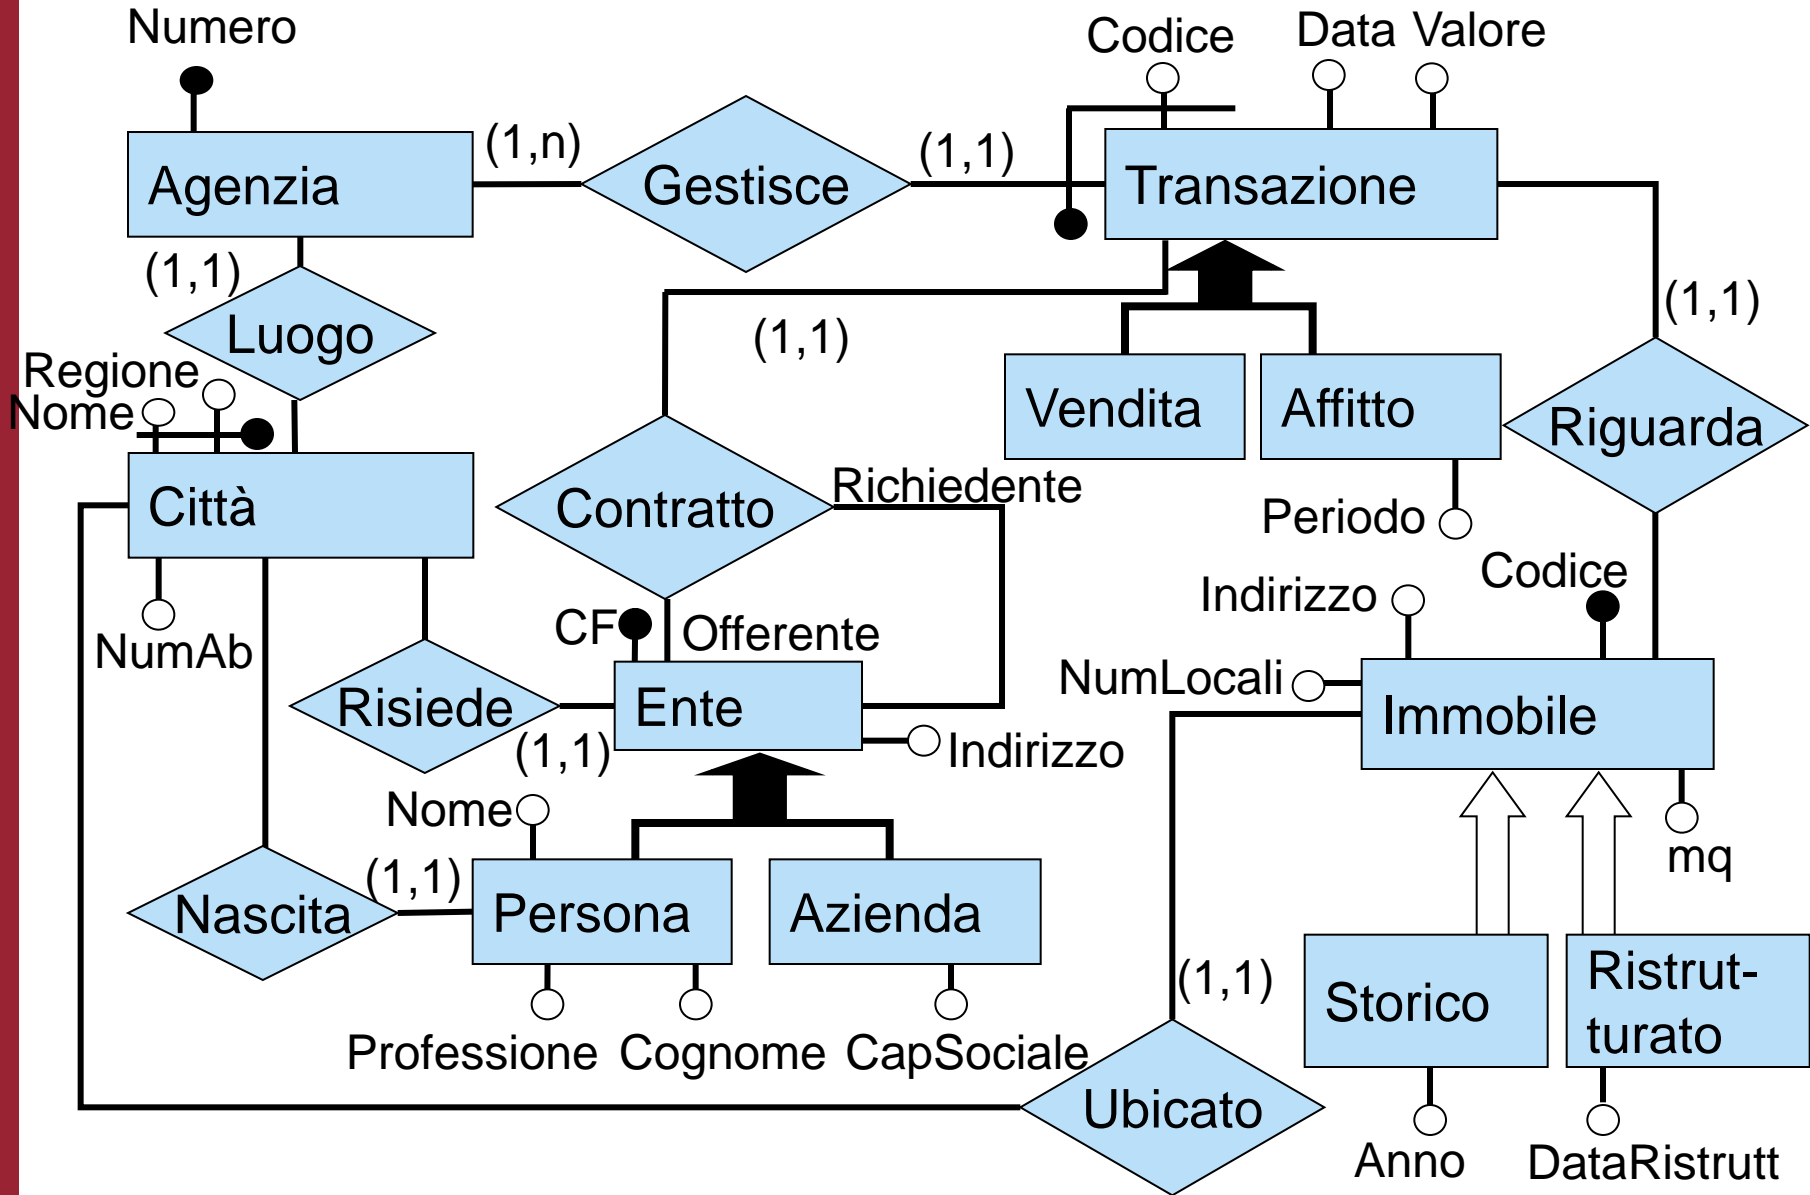 Numero
Codice
Data Valore
Agenzia
(1,n)
Gestisce
(1,1)
Transazione
(1,1)
Luogo
(1,1)
(1,1)
Regione
Nome
Vendita
Affitto
Riguarda
Città
Contratto
Richiedente
Periodo
Codice
Indirizzo
NumAb
CF
Offerente
NumLocali
Risiede
Ente
Immobile
(1,1)
Indirizzo
Nome
mq
(1,1)
Nascita
Persona
Azienda
(1,1)
Storico
Ristrut-
turato
Professione
Cognome
CapSociale
Ubicato
Anno
DataRistrutt